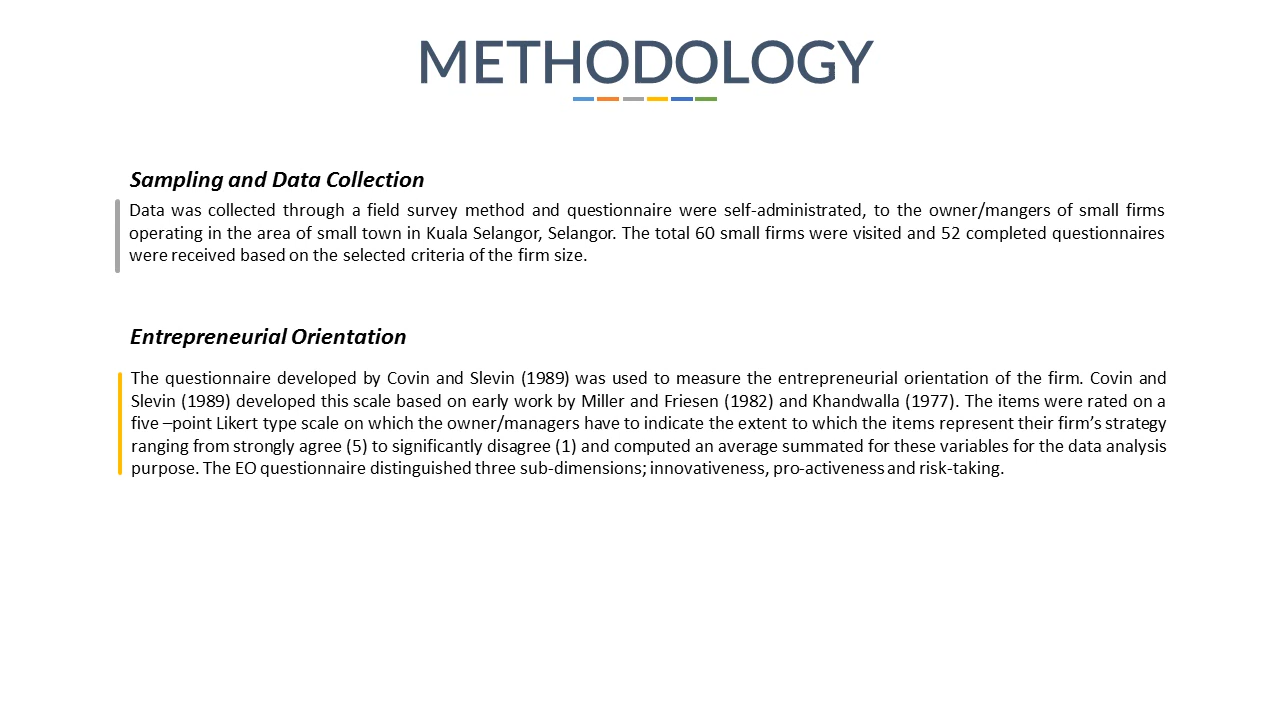 METHODOLOGY
Sampling and Data Collection
Data was collected through a field survey method and questionnaire were self-administrated, to the owner/mangers of small firms
operating in the area of small town in Kuala Selangor, Selangor. The total 60 small firms were visited and 52 completed questionnaires
were received based on the selected criteria of the firm size.
Entrepreneurial Orientation
The questionnaire developed by Covin and Slevin (1989) was used to measure the entrepreneurial orientation of the firm. Covin and
Slevin (1989) developed this scale based on early work by Miller and Friesen (1982) and Khandwalla (1977). The items were rated on a
five –point Likert type scale on which the owner/managers have to indicate the extent to which the items represent their firm’s strategy
ranging from strongly agree (5) to significantly disagree (1) and computed an average summated for these variables for the data analysis
purpose. The EO questionnaire distinguished three sub-dimensions; innovativeness, pro-activeness and risk-taking.